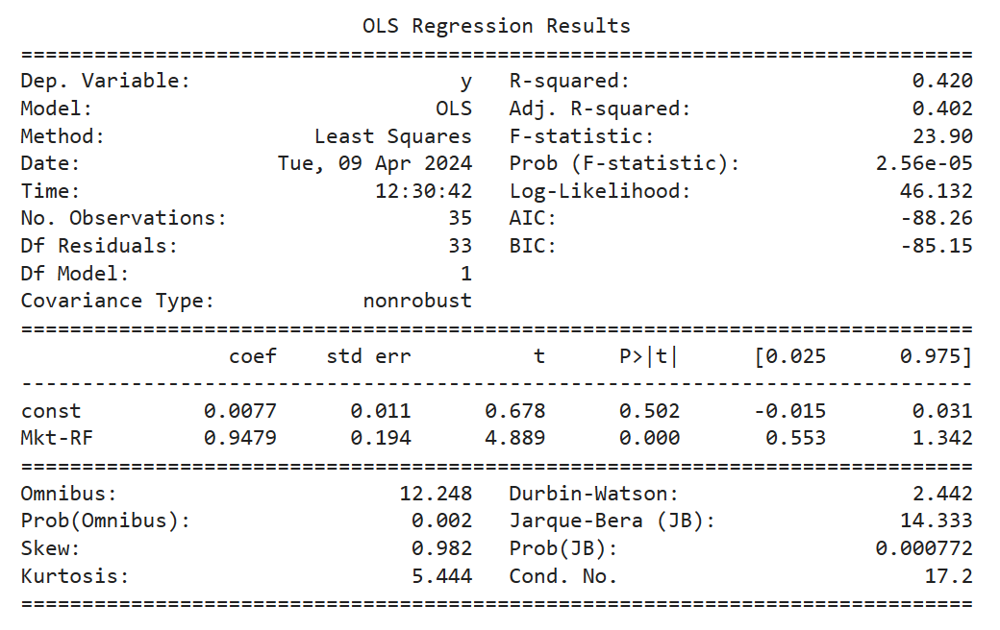 OLS Regression Results
==============================================================================
Dep. Variable:                      y   R-squared:                       0.420
Model:                            OLS   Adj. R-squared:                  0.402
Method:                 Least Squares   F-statistic:                     23.90
Date:                Tue, 09 Apr 2024   Prob (F-statistic):           2.56e-05
Time:                        12:30:42   Log-Likelihood:                 46.132
No. Observations:                  35   AIC:                            -88.26
Df Residuals:                      33   BIC:                            -85.15
Df Model:                           1
Covariance Type:            nonrobust
==============================================================================
                 coef    std err          t      P>|t|      [0.025      0.975]
------------------------------------------------------------------------------
const          0.0077      0.011      0.678      0.502      -0.015       0.031
Mkt-RF         0.9479      0.194      4.889      0.000       0.553       1.342
==============================================================================
Omnibus:                       12.248   Durbin-Watson:                   2.442
Prob(Omnibus):                  0.002   Jarque-Bera (JB):               14.333
Skew:                           0.982   Prob(JB):                     0.000772
Kurtosis:                       5.444   Cond. No.                         17.2
==============================================================================